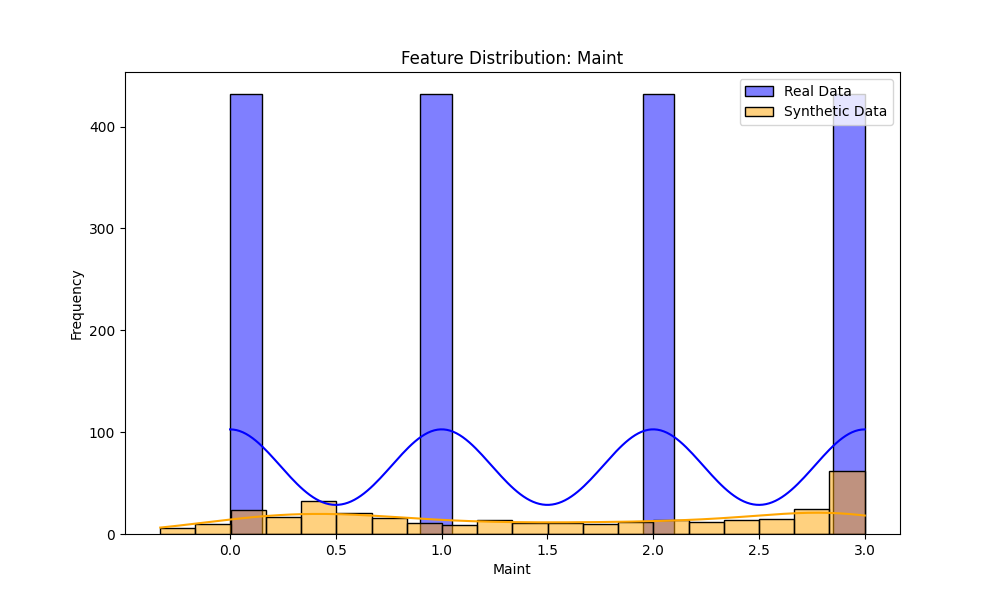 Feature Distribution: Maint
Real Data
Synthetic Data
Frequency
400
300
200
100
0
0.0 0.5 1.0 1.5 2.0 2.5 3.0
Maint